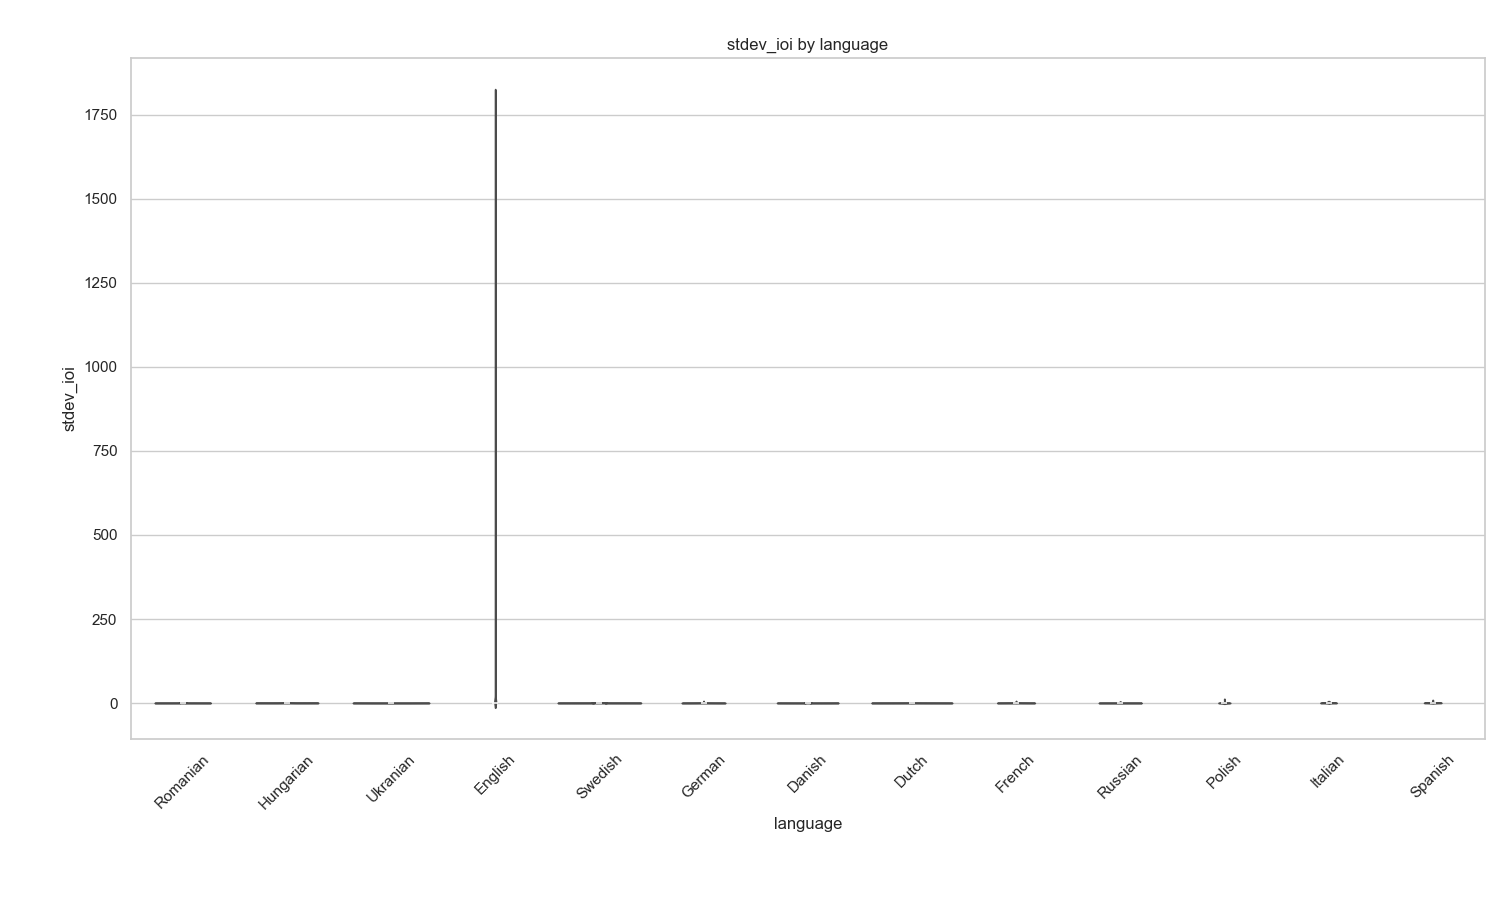 stdev_ioi by language
1750
1500
1250
1000
750
500
250
0
stdev_ioi
Romanian
Hungarian
Ukranian
English
Swedish
German
Danish
Dutch
French
Russian
Polish
Italian
Spanish
language